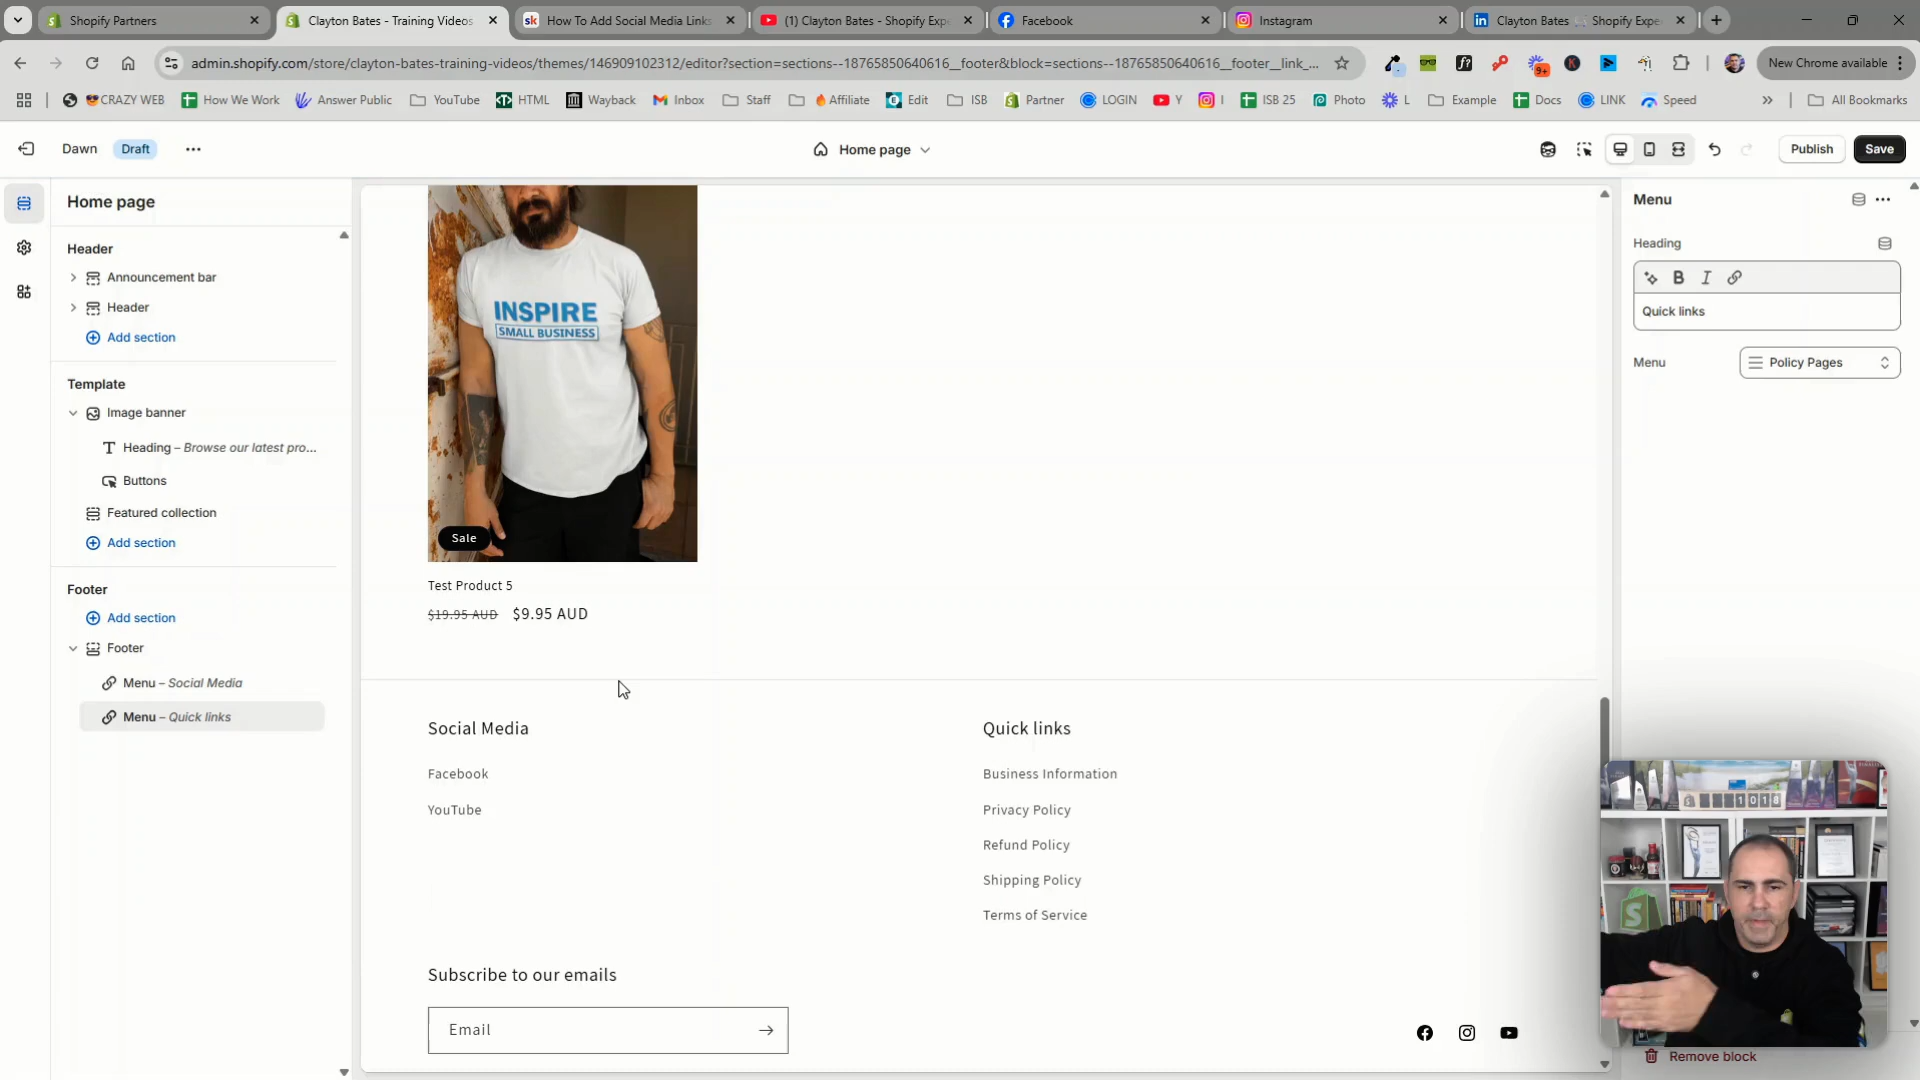 Shopify Partners
Clayton Bates - Training Videos
How To Add Social Media Links
(1) Clayton Bates - Shopify Exp
Facebook
Instagram
Clayton Bates Shopify Expe
admin.shopify.com/store/clayton-bates-training-videos/themes/146909102312/editor?section=sections--18765850640616__footer&block=sections--18765850640616__footer__link_...
New Chrome available
CRAZY WEB
How We Work
Answer Public
YouTube
HTML
Wayback
Inbox
Staff
Affiliate
Edit
ISB
Partner
LOGIN
Y
I
ISB 25
Photo
L
Example
Docs
LINK
Speed
All Bookmarks
Dawn
Draft
Home page
Publish
Save
Home page
Header
Announcement bar
Header
Add section
Template
Image banner
Heading – Browse our latest pro...
Buttons
Featured collection
Add section
Footer
Add section
Footer
Menu – Social Media
Menu – Quick links
INSPIRE
SMALL BUSINESS
Sale
Test Product 5
$19.95 AUD $9.95 AUD
Social Media
Facebook
YouTube
Quick links
Business Information
Privacy Policy
Refund Policy
Shipping Policy
Terms of Service
Subscribe to our emails
Email
Menu
Heading
Quick links
Menu
Policy Pages
1018
Remove block